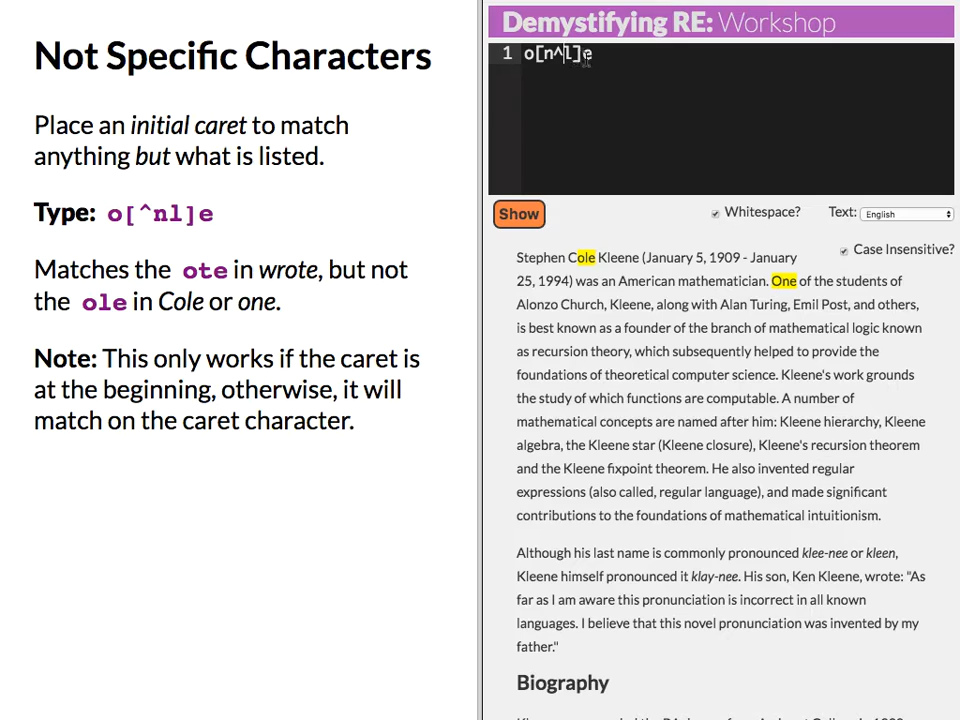 Not Specific Characters
Place an initial caret to match
anything but what is listed.
Type: o[^nl]e
Matches the ote in wrote, but not
the ole in Cole or one.
Note: This only works if the caret is
at the beginning, otherwise, it will
match on the caret character.
Demystifying RE: Workshop
1 o[n^l]e
Show
Whitespace?
Text: English
Case Insensitive?
Stephen Cole Kleene (January 5, 1909 - January
25, 1994) was an American mathematician. One of the students of
Alonzo Church, Kleene, along with Alan Turing, Emil Post, and others,
is best known as a founder of the branch of mathematical logic known
as recursion theory, which subsequently helped to provide the
foundations of theoretical computer science. Kleene's work grounds
the study of which functions are computable. A number of
mathematical concepts are named after him: Kleene hierarchy, Kleene
algebra, the Kleene star (Kleene closure), Kleene's recursion theorem
and the Kleene fixpoint theorem. He also invented regular
expressions (also called, regular language), and made significant
contributions to the foundations of mathematical intuitionism.
Although his last name is commonly pronounced klee-nee or kleen,
Kleene himself pronounced it klay-nee. His son, Ken Kleene, wrote: "As
far as I am aware this pronunciation is incorrect in all known
languages. I believe that this novel pronunciation was invented by my
father."
Biography